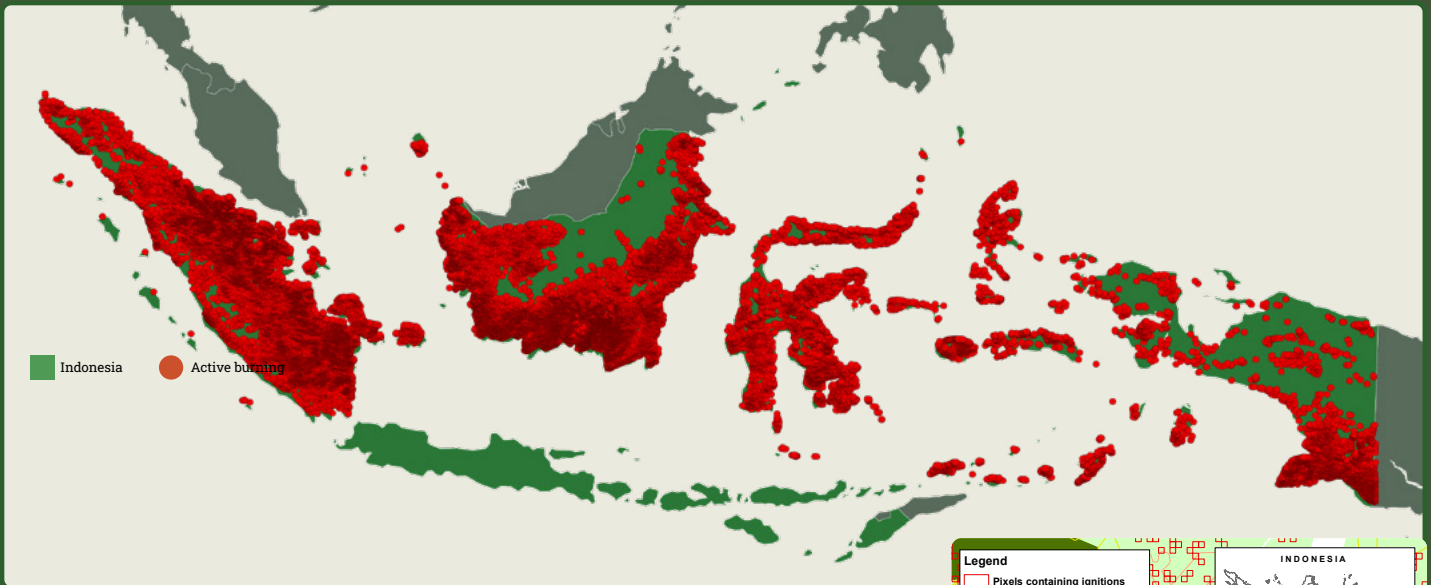 Indonesia
Active burning
Legend
Pixels containing ignitions
INDONESIA